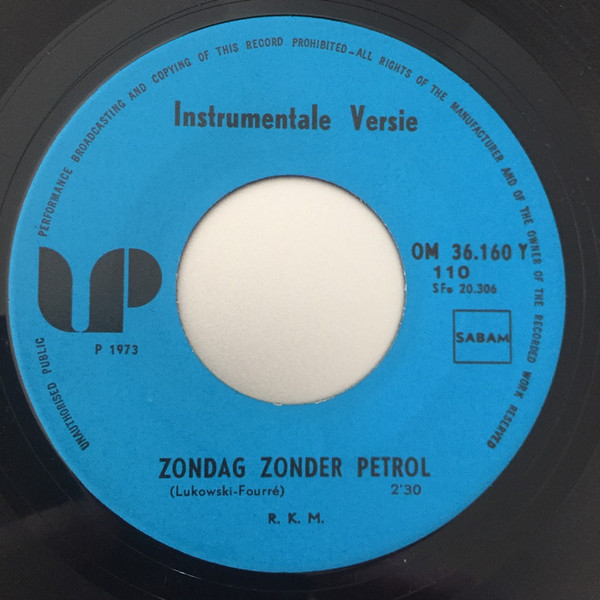 UNAUTHORISED PUBLIC PERFORMANCE BROADCASTING AND COPYING OF THIS RECORD PROHIBITED – ALL RIGHTS OF THE MANUFACTURER AND OF THE OWNER OF THE RECORDED WORK RESERVED
Instrumentale Versie
UP
P 1973
OM 36.160 Y
110
SFe 20.306
SABAM
ZONDAG ZONDER PETROL
(Lukowski-Fourré) 2'30
R. K. M.